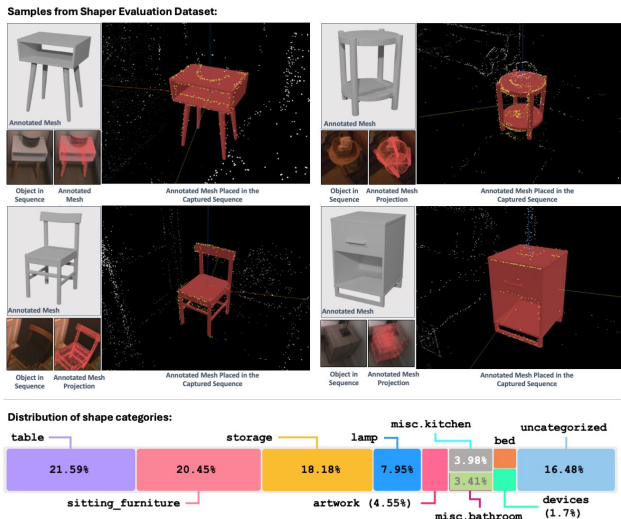 Samples from Shaper Evaluation Dataset:
Annotated Mesh
Object in Sequence
Annotated Mesh
Annotated Mesh Placed in the Captured Sequence
Annotated Mesh
Object in Sequence
Annotated Mesh Projection
Annotated Mesh Placed in the Captured Sequence
Annotated Mesh
Object in Sequence
Annotated Mesh Projection
Annotated Mesh Placed in the Captured Sequence
Annotated Mesh
Object in Sequence
Annotated Mesh Projection
Annotated Mesh Placed in the Captured Sequence
Distribution of shape categories:
table
storage
lamp
misc.kitchen
bed
uncategorized
21.59%
20.45%
18.18%
7.95%
3.98%
3.41%
16.48%
sitting_furniture
artwork (4.55%)
misc.bathroom
devices
(1.7%)